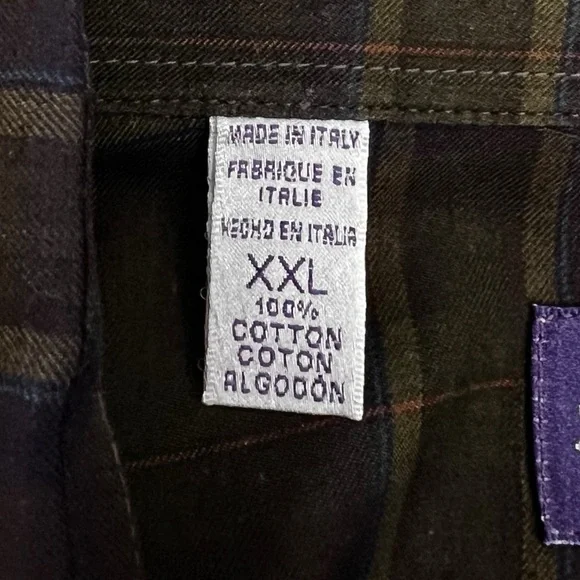 MADE IN ITALY
FABRIQUE EN
ITALIE
HECHO EN ITALIA
XXL
100%
COTTON
COTON
ALGODÓN